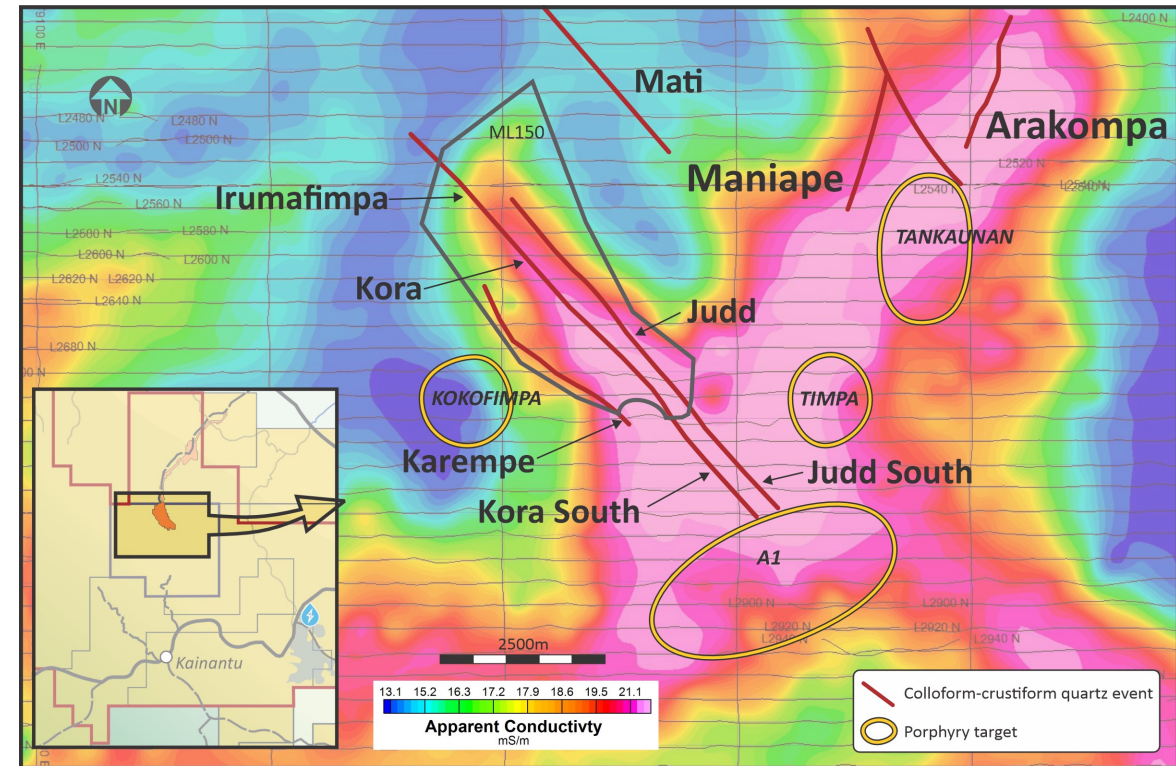 9100 E
L2400 N
N
Mati
L2480 N
L2480 N
L2500 N
L2500 N
ML150
Arakompa
L2520 N
L2540 N
Maniape
L2540 N
L2540 N
L2540 N
Irumafimpa
L2560 N
L2580 N
L2580 N
TANKAUNAN
L2600 N
L2600 N
L2620 N
L2620 N
Kora
L2640 N
Judd
L2680 N
KOKOFIMPA
TIMPA
Karempe
Judd South
Kora South
A1
L2900 N
L2900 N
L2920 N
L2920 N
L2940 N
L2940 N
2500m
Kainantu
13.1 15.2 16.3 17.2 17.9 18.6 19.5 21.1
Apparent Conductivty
mS/m
Colloform-crustiform quartz event
Porphyry target